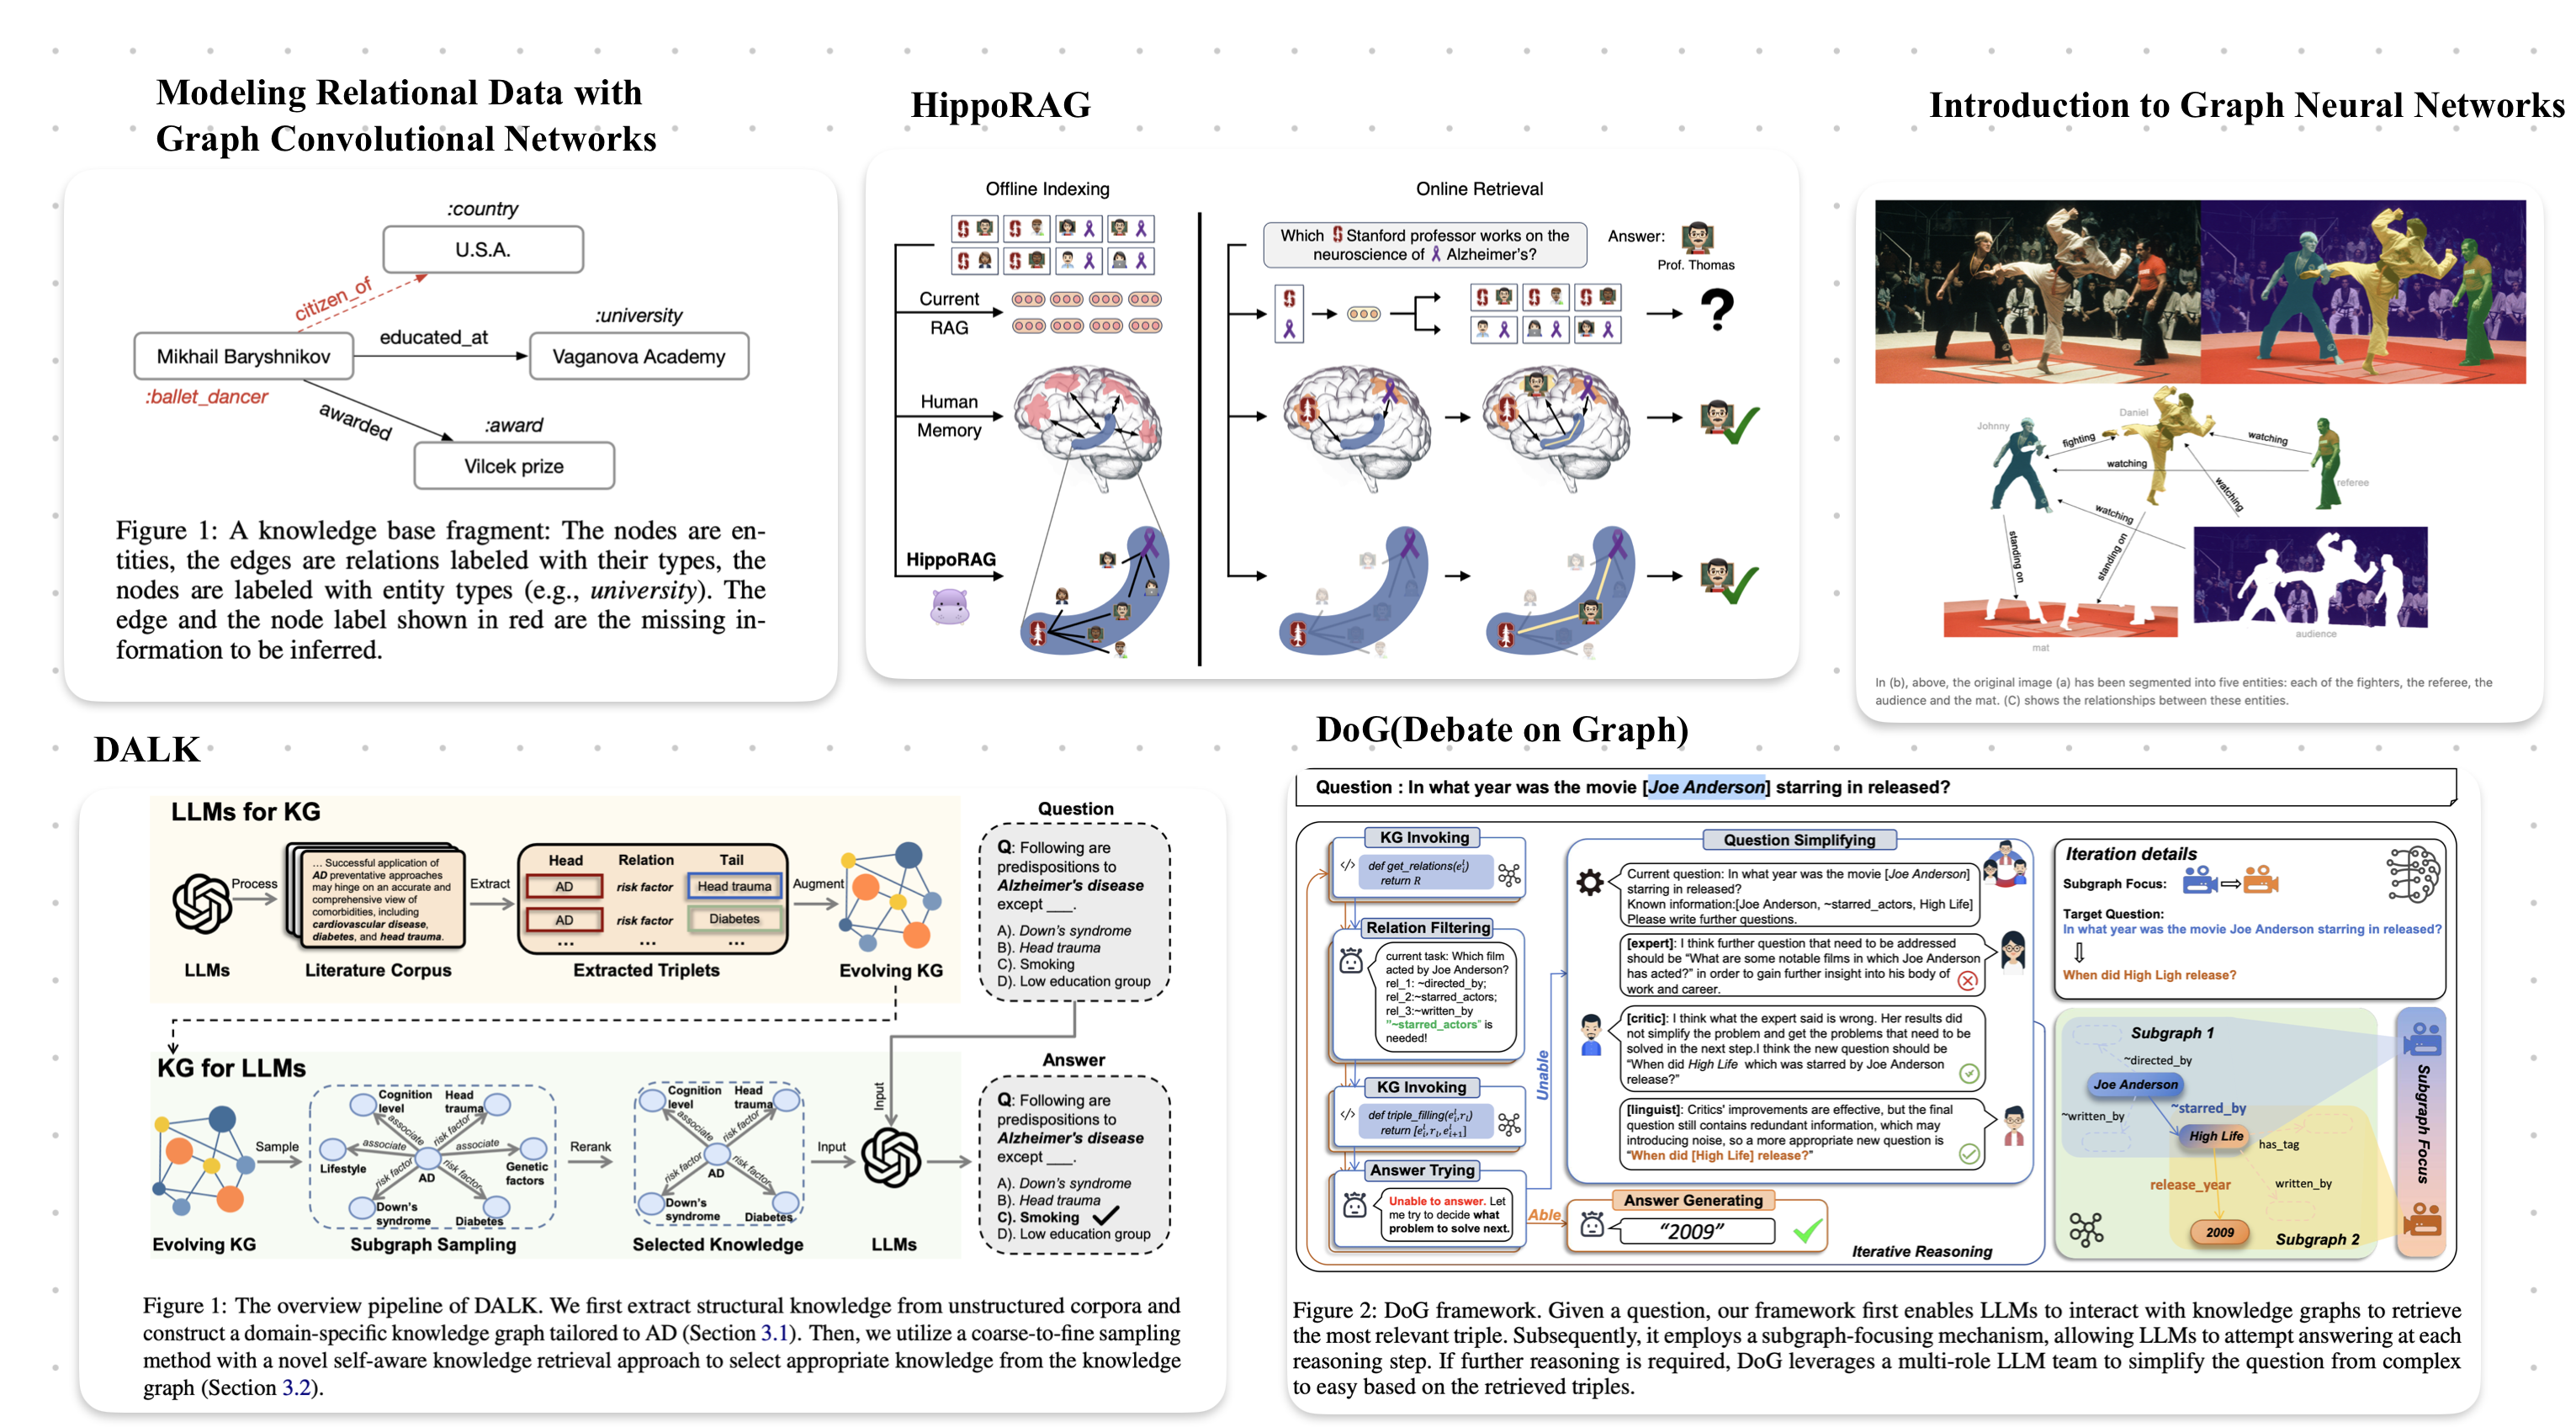 Modeling Relational Data with
Graph Convolutional Networks
:country
U.S.A.
citizen_of
:university
educated_at
Mikhail Baryshnikov
Vaganova Academy
:ballet_dancer
awarded
:award
Vilcek prize
Figure 1: A knowledge base fragment: The nodes are en-
tities, the edges are relations labeled with their types, the
nodes are labeled with entity types (e.g., university). The
edge and the node label shown in red are the missing in-
formation to be inferred.
HippoRAG
Offline Indexing
Online Retrieval
Which Stanford professor works on the
neuroscience of Alzheimer's?
Answer:
Prof. Thomas
Current
RAG
?
Human
Memory
HippoRAG
Introduction to Graph Neural Networks
Daniel
Johnny
fighting
watching
watching
referee
watching
watching
standing on
standing on
audience
mat
In (b), above, the original image (a) has been segmented into five entities: each of the fighters, the referee, the
audience and the mat. (C) shows the relationships between these entities.
DALK
LLMs for KG
Process
... Successful application of
AD preventative approaches
may hinge on an accurate and
comprehensive view of
comorbidities, including
cardiovascular disease,
diabetes, and head trauma.
Extract
Head Relation Tail
AD risk factor Head trauma
AD risk factor Diabetes
... ... ...
Augment
LLMs
Literature Corpus
Extracted Triplets
Evolving KG
Question
Q: Following are
predispositions to
Alzheimer's disease
except ___.
A). Down's syndrome
B). Head trauma
C). Smoking
D). Low education group
KG for LLMs
Sample
Cognition
level
Head
trauma
associate
risk factor
associate
associate
Lifestyle
AD
Genetic
factors
risk factor
risk factor
Down's
syndrome
Diabetes
Rerank
Cognition
level
Head
trauma
associate
risk factor
risk factor
AD
risk factor
Down's
syndrome
Diabetes
Input
Input
Evolving KG
Subgraph Sampling
Selected Knowledge
LLMs
Answer
Q: Following are
predispositions to
Alzheimer's disease
except ___.
A). Down's syndrome
B). Head trauma
C). Smoking
D). Low education group
Figure 1: The overview pipeline of DALK. We first extract structural knowledge from unstructured corpora and
construct a domain-specific knowledge graph tailored to AD (Section 3.1). Then, we utilize a coarse-to-fine sampling
method with a novel self-aware knowledge retrieval approach to select appropriate knowledge from the knowledge
graph (Section 3.2).
DoG(Debate on Graph)
Question : In what year was the movie [Joe Anderson] starring in released?
KG Invoking
</> def get_relations(e_i^t)
return R
Relation Filtering
current task: Which film
acted by Joe Anderson?
rel_1: ~directed_by;
rel_2:~starred_actors;
rel_3:~written_by
"~starred_actors" is
needed!
KG Invoking
</> def triple_filling(e_i^t,r_i)
return [e_i^t,r_i,e_{i+1}^t]
Answer Trying
Unable to answer. Let
me try to decide what
problem to solve next.
Unable
Able
Question Simplifying
Current question: In what year was the movie [Joe Anderson]
starring in released?
Known information:[Joe Anderson, ~starred_actors, High Life]
Please write further questions.
[expert]: I think further question that need to be addressed
should be "What are some notable films in which Joe Anderson
has acted?" in order to gain further insight into his body of
work and career.
[critic]: I think what the expert said is wrong. Her results did
not simplify the problem and get the problems that need to be
solved in the next step.I think the new question should be
"When did High Life which was starred by Joe Anderson
release?"
[linguist]: Critics' improvements are effective, but the final
question still contains redundant information, which may
introducing noise, so a more appropriate new question is
"When did [High Life] release?"
Answer Generating
"2009"
Iterative Reasoning
Iteration details
Subgraph Focus:
Target Question:
In what year was the movie Joe Anderson starring in released?
When did High Ligh release?
Subgraph 1
~directed_by
Joe Anderson
~written_by
~starred_by
High Life
has_tag
release_year
written_by
2009
Subgraph 2
Subgraph Focus
Figure 2: DoG framework. Given a question, our framework first enables LLMs to interact with knowledge graphs to retrieve
the most relevant triple. Subsequently, it employs a subgraph-focusing mechanism, allowing LLMs to attempt answering at each
reasoning step. If further reasoning is required, DoG leverages a multi-role LLM team to simplify the question from complex
to easy based on the retrieved triples.